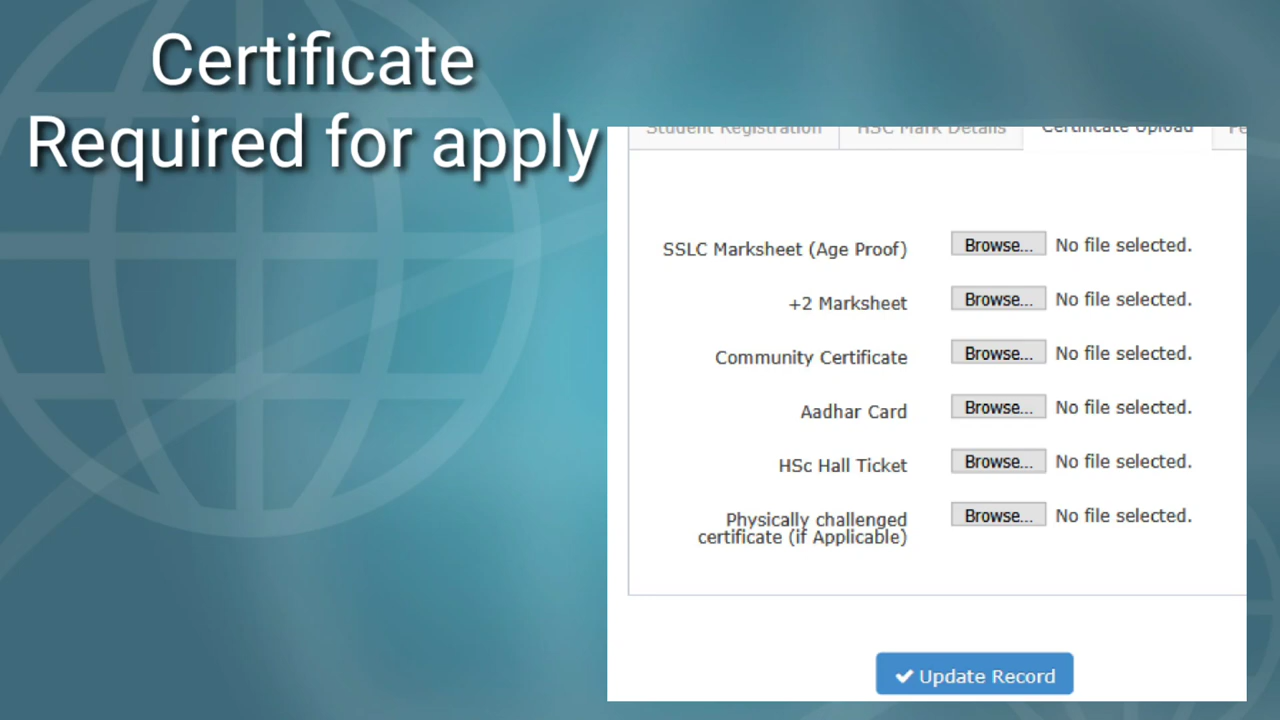 Certificate
Required for apply
Student Registration HSC Mark Details Certificate Upload
SSLC Marksheet (Age Proof) Browse... No file selected.
+2 Marksheet Browse... No file selected.
Community Certificate Browse... No file selected.
Aadhar Card Browse... No file selected.
HSc Hall Ticket Browse... No file selected.
Physically challenged
certificate (if Applicable) Browse... No file selected.
Update Record